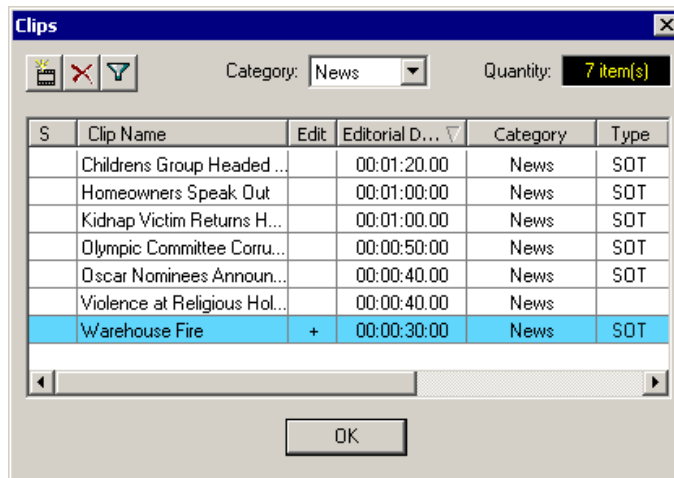 Clips
Category: News Quantity: 7 item(s)
S Clip Name Edit Editorial D... Category Type
Childrens Group Headed ... 00:01:20.00 News SOT
Homeowners Speak Out 00:01:00:00 News SOT
Kidnap Victim Returns H... 00:01:00.00 News SOT
Olympic Committee Corru... 00:00:50:00 News SOT
Oscar Nominees Announ... 00:00:40.00 News SOT
Violence at Religious Hol... 00:00:40.00 News
Warehouse Fire + 00:00:30:00 News SOT
OK